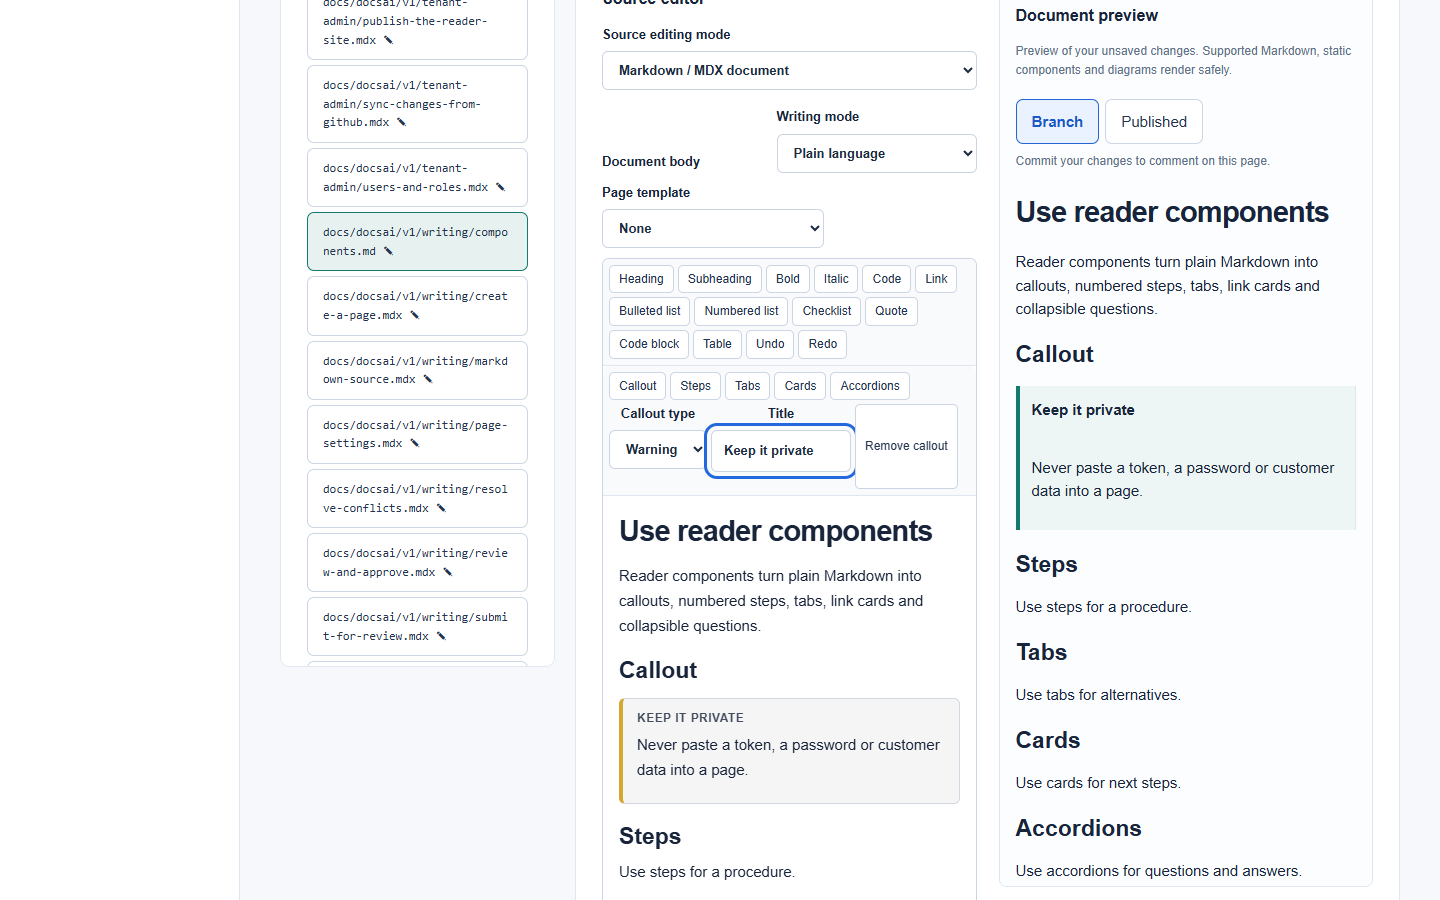 docs/docsai/v1/tenant-
admin/publish-the-reader-
site.mdx
docs/docsai/v1/tenant-
admin/sync-changes-from-
github.mdx
docs/docsai/v1/tenant-
admin/users-and-roles.mdx
docs/docsai/v1/writing/compo
nents.md
docs/docsai/v1/writing/creat
e-a-page.mdx
docs/docsai/v1/writing/markd
own-source.mdx
docs/docsai/v1/writing/page-
settings.mdx
docs/docsai/v1/writing/resol
ve-conflicts.mdx
docs/docsai/v1/writing/revie
w-and-approve.mdx
docs/docsai/v1/writing/submi
t-for-review.mdx
Source editor
Source editing mode
Markdown / MDX document
Writing mode
Document body
Plain language
Page template
None
Heading Subheading Bold Italic Code Link
Bulleted list Numbered list Checklist Quote
Code block Table Undo Redo
Callout Steps Tabs Cards Accordions
Callout type Title
Warning Keep it private Remove callout
Use reader components
Reader components turn plain Markdown into
callouts, numbered steps, tabs, link cards and
collapsible questions.
Callout
KEEP IT PRIVATE
Never paste a token, a password or customer
data into a page.
Steps
Use steps for a procedure.
Document preview
Preview of your unsaved changes. Supported Markdown, static
components and diagrams render safely.
Branch Published
Commit your changes to comment on this page.
Use reader components
Reader components turn plain Markdown into
callouts, numbered steps, tabs, link cards and
collapsible questions.
Callout
Keep it private
Never paste a token, a password or customer
data into a page.
Steps
Use steps for a procedure.
Tabs
Use tabs for alternatives.
Cards
Use cards for next steps.
Accordions
Use accordions for questions and answers.